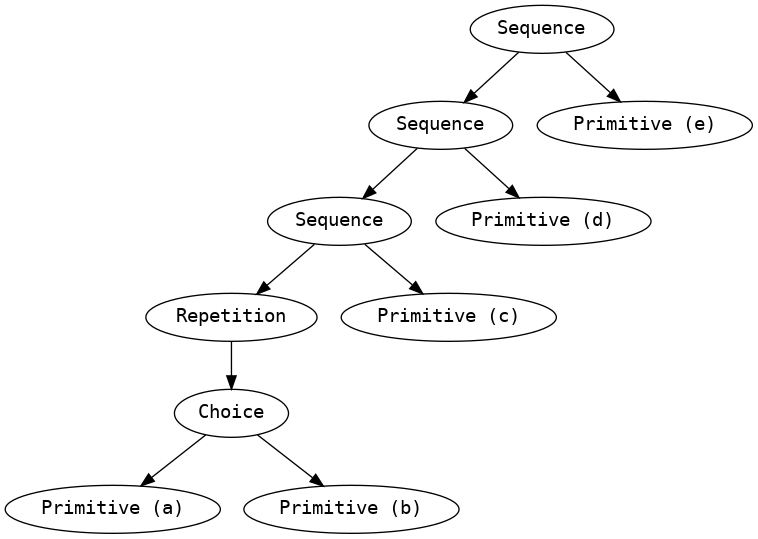 Sequence
Sequence
Primitive (e)
Sequence
Primitive (d)
Repetition
Primitive (c)
Choice
Primitive (a)
Primitive (b)